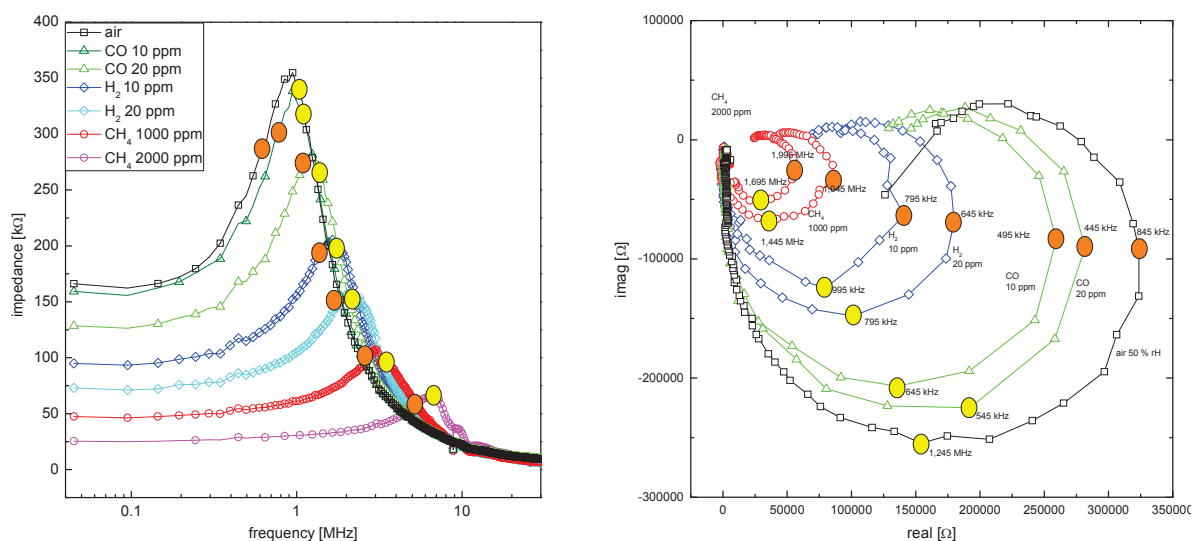 400
350
300
250
200
150
100
50
0
impedance [kΩ]
air
CO 10 ppm
CO 20 ppm
H₂ 10 ppm
H₂ 20 ppm
CH₄ 1000 ppm
CH₄ 2000 ppm
0.1
1
10
frequency [MHz]
100000
0
-100000
-200000
-300000
imag [Ω]
CH₄
2000 ppm
1,995 MHz
1,695 MHz
1,045 MHz
1,445 MHz
CH₄
1000 ppm
795 kHz
H₂
10 ppm
645 kHz
H₂
20 ppm
995 kHz
795 kHz
495 kHz
445 kHz
845 kHz
CO
10 ppm
CO
20 ppm
air 50 % rH
645 kHz
545 kHz
1,245 MHz
0
50000
100000
150000
200000
250000
300000
350000
real [Ω]